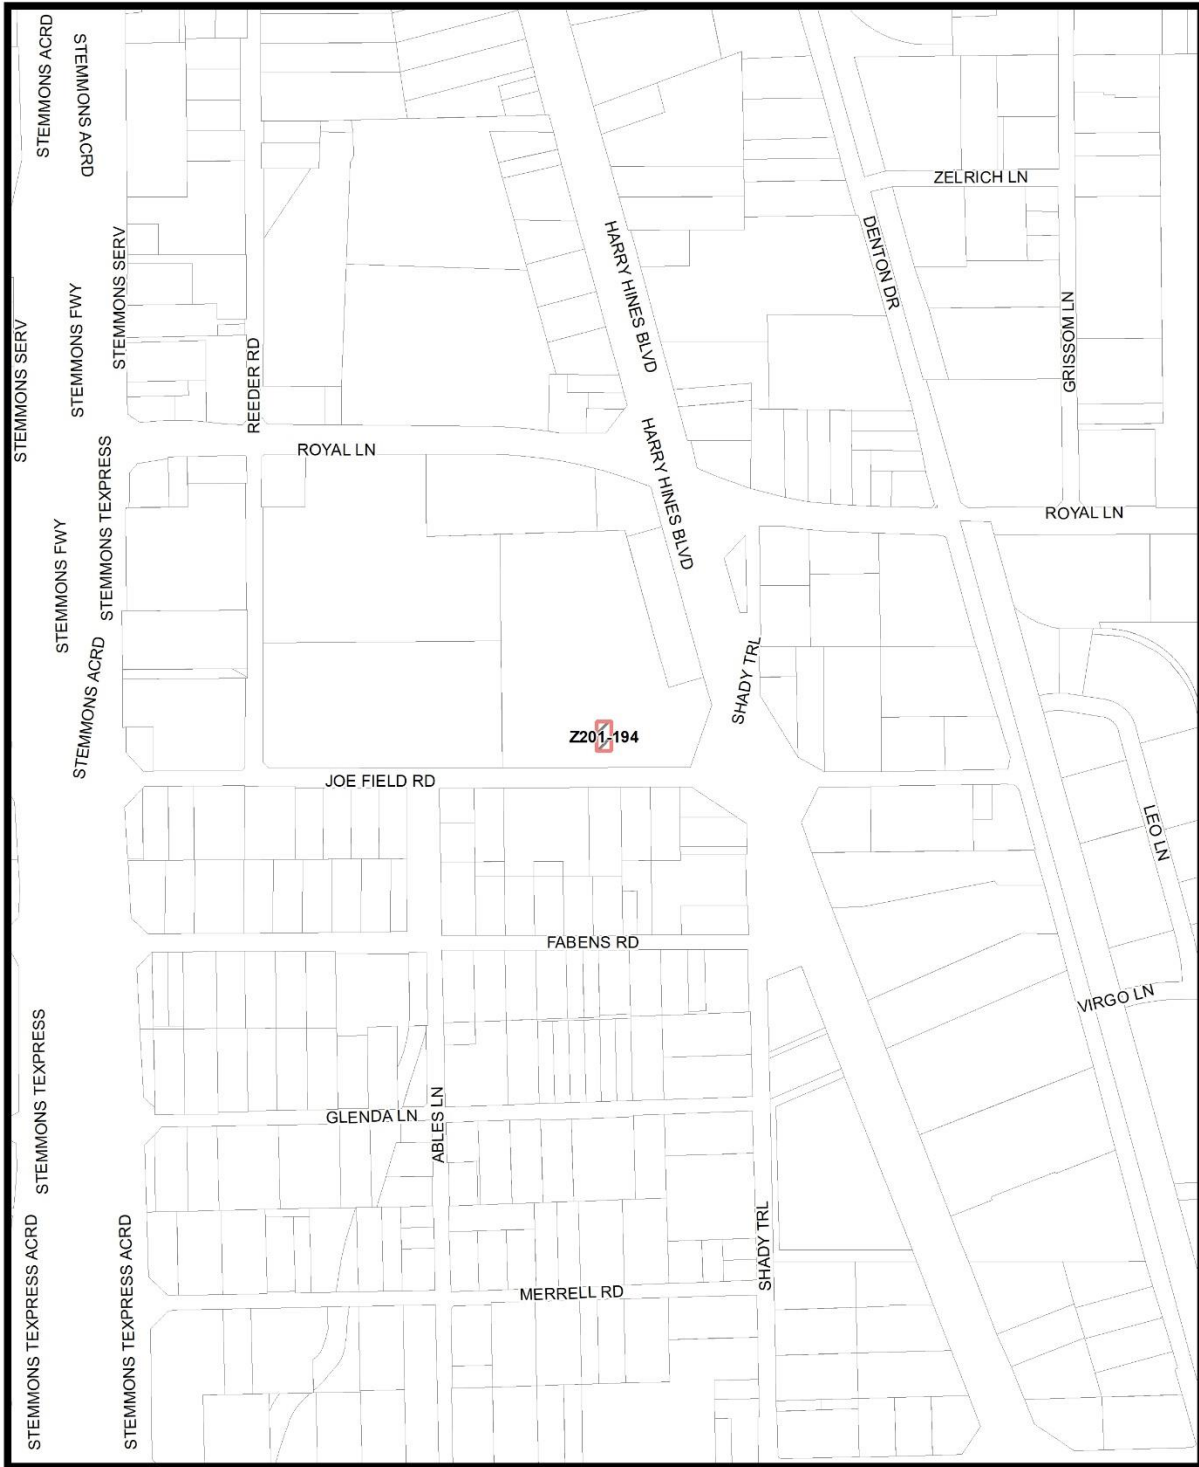 STEMMONS ACRD
STEMMONS ACRD
ZELRICH LN
HARRY HINES BLVD
DENTON DR
STEMMONS SERV
STEMMONS FWY
STEMMONS SERV
GRISSOM LN
REEDER RD
ROYAL LN
HARRY HINES BLVD
STEMMONS TEXPRESS
ROYAL LN
STEMMONS FWY
STEMMONS ACRD
SHADY TRL
Z201-194
JOE FIELD RD
LEO LN
FABENS RD
VIRGO LN
STEMMONS TEXPRESS
GLENDA LN
ABLES LN
SHADY TRL
STEMMONS TEXPRESS ACRD
STEMMONS TEXPRESS ACRD
MERRELL RD